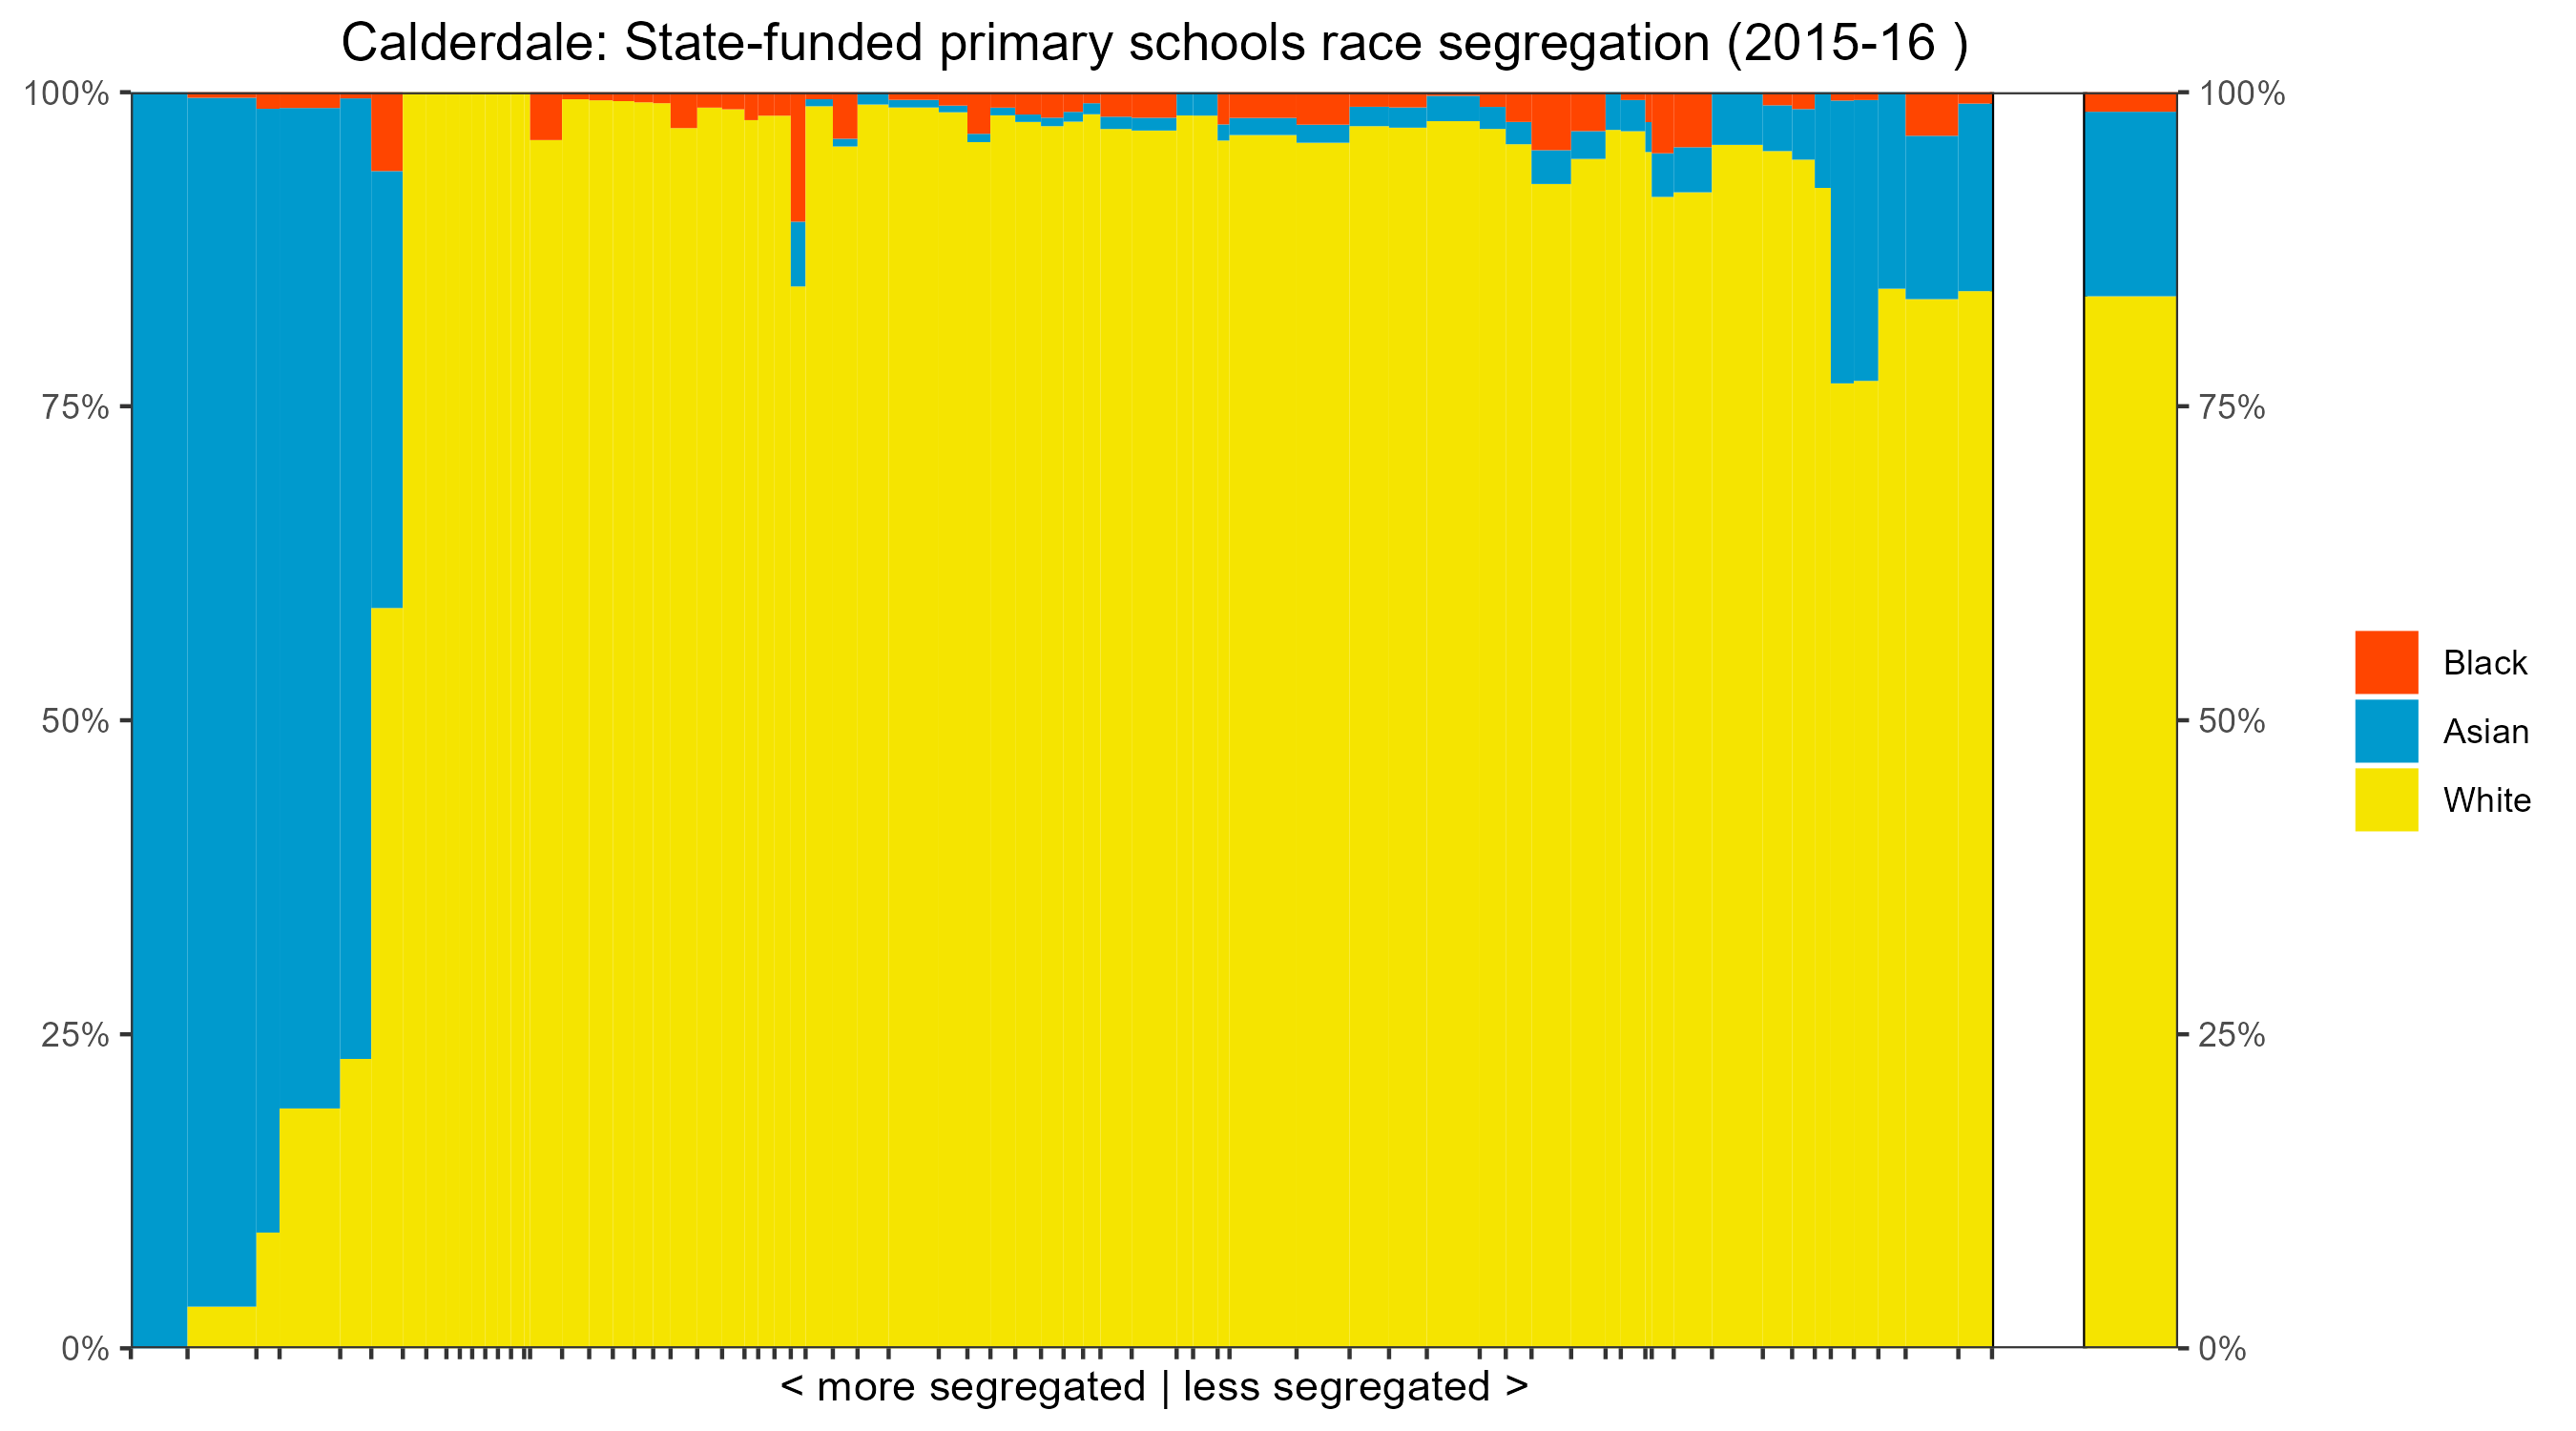 Calderdale: State-funded primary schools race segregation (2015-16 )
100%
75%
50%
25%
0%
100%
75%
50%
25%
0%
Black
Asian
White
< more segregated | less segregated >